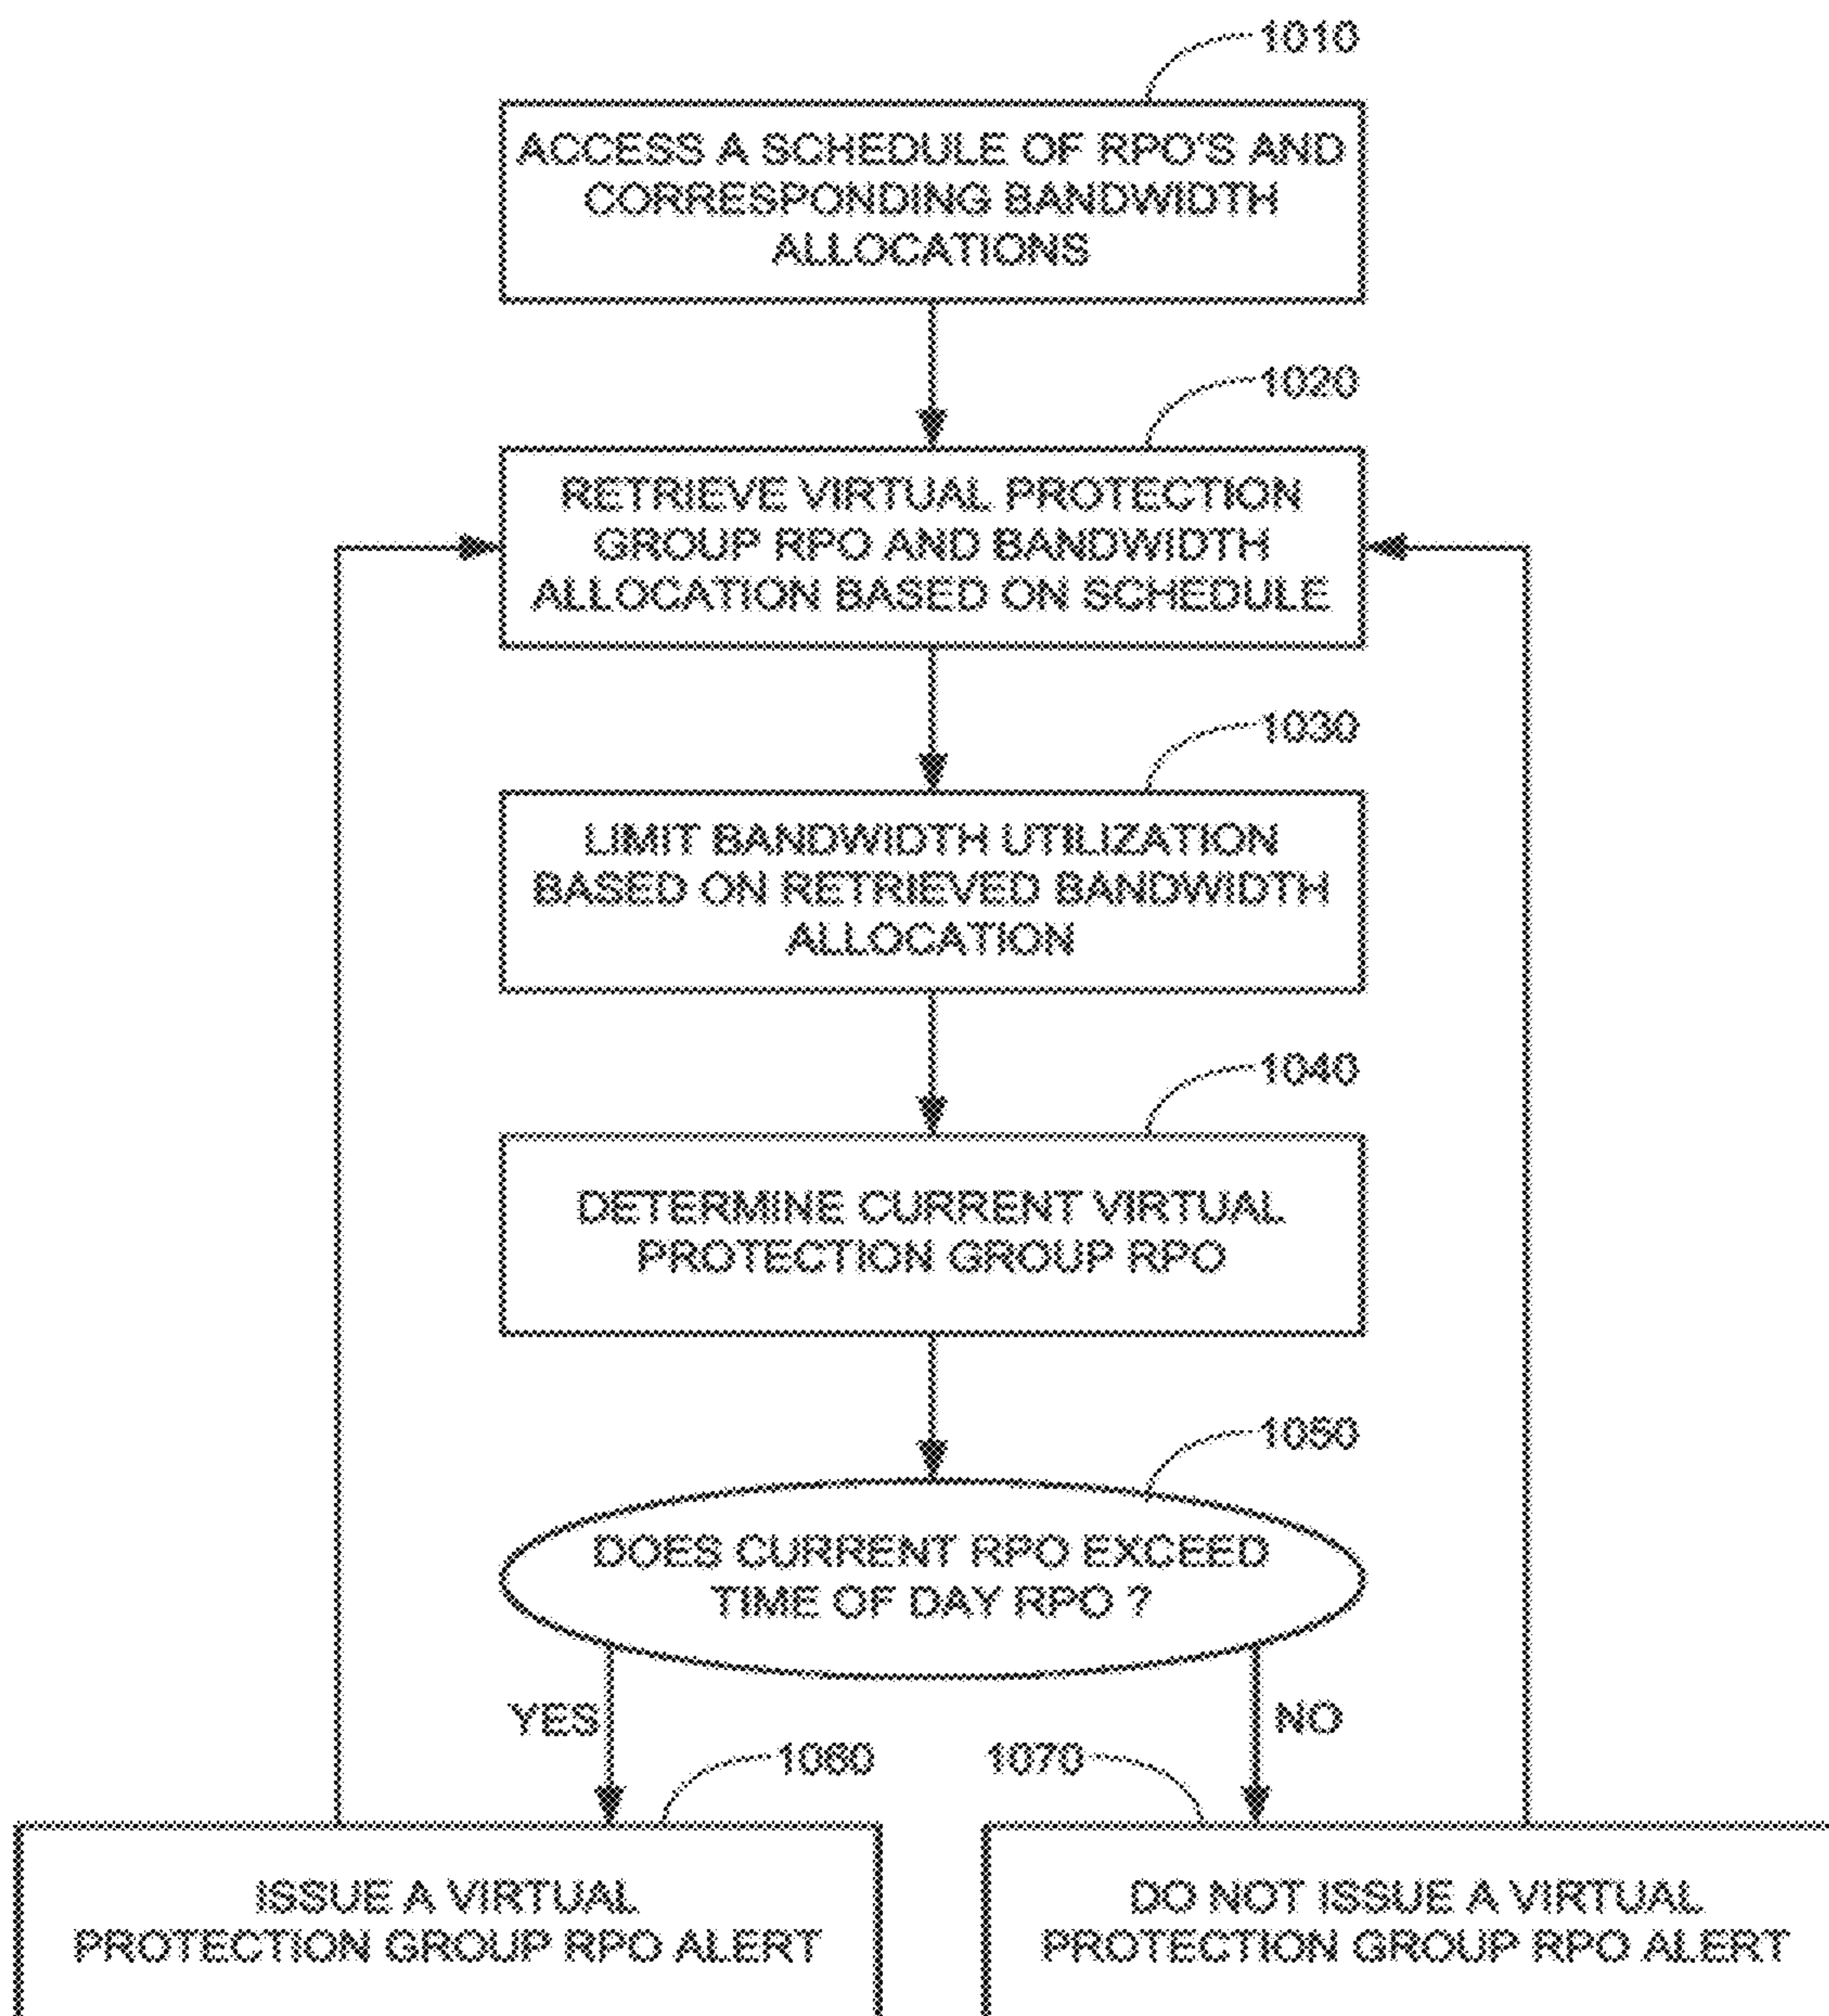 1010
ACCESS A SCHEDULE OF RPO'S AND
CORRESPONDING BANDWIDTH
ALLOCATIONS
1020
RETRIEVE VIRTUAL PROTECTION
GROUP RPO AND BANDWIDTH
ALLOCATION BASED ON SCHEDULE
1030
LIMIT BANDWIDTH UTILIZATION
BASED ON RETRIEVED BANDWIDTH
ALLOCATION
1040
DETERMINE CURRENT VIRTUAL
PROTECTION GROUP RPO
1050
DOES CURRENT RPO EXCEED
TIME OF DAY RPO ?
YES
NO
1060
1070
ISSUE A VIRTUAL
PROTECTION GROUP RPO ALERT
DO NOT ISSUE A VIRTUAL
PROTECTION GROUP RPO ALERT